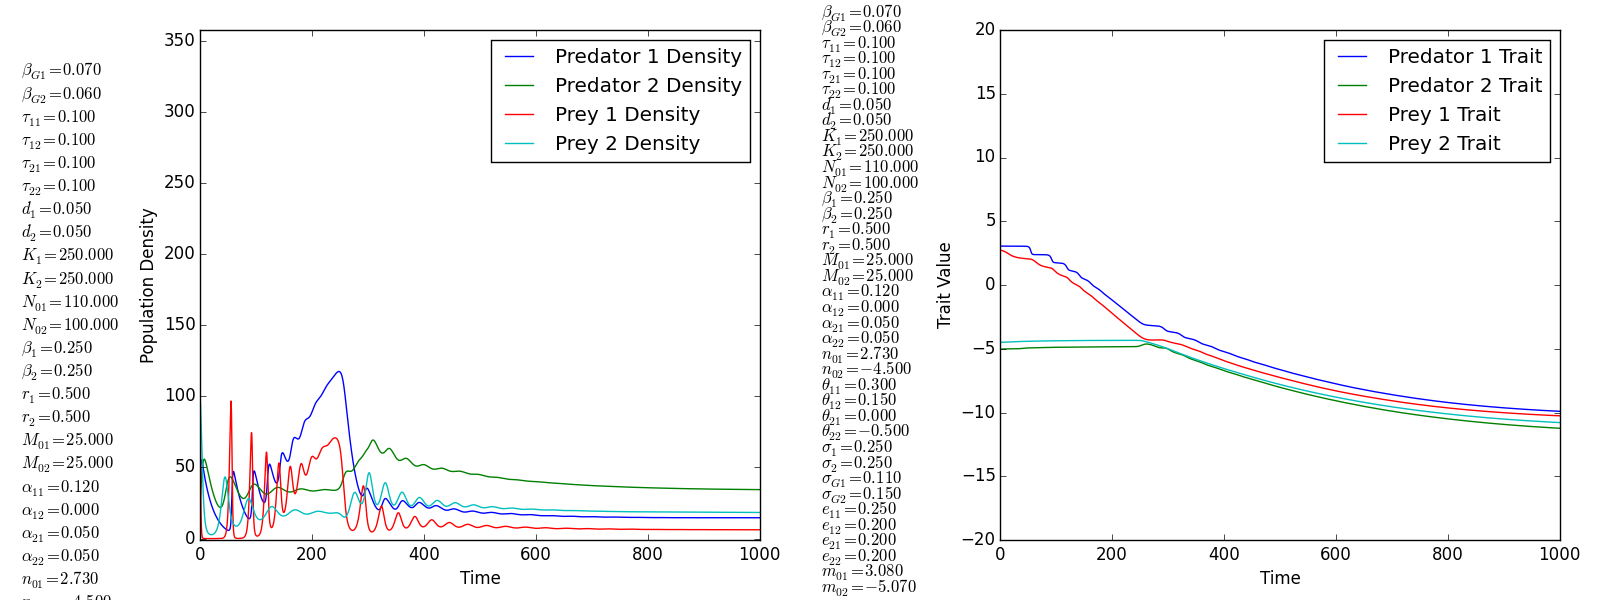 β_G1 = 0.070
β_G2 = 0.060
τ_11 = 0.100
τ_12 = 0.100
τ_21 = 0.100
τ_22 = 0.100
d_1 = 0.050
d_2 = 0.050
K_1 = 250.000
K_2 = 250.000
N_01 = 110.000
N_02 = 100.000
β_1 = 0.250
β_2 = 0.250
r_1 = 0.500
r_2 = 0.500
M_01 = 25.000
M_02 = 25.000
α_11 = 0.120
α_12 = 0.000
α_21 = 0.050
α_22 = 0.050
n_01 = 2.730
Population Density
350
300
250
200
150
100
50
0
0 200 400 600 800 1000
Time
Predator 1 Density
Predator 2 Density
Prey 1 Density
Prey 2 Density
β_G1 = 0.070
β_G2 = 0.060
τ_11 = 0.100
τ_12 = 0.100
τ_21 = 0.100
τ_22 = 0.100
d_1 = 0.050
d_2 = 0.050
K_1 = 250.000
K_2 = 250.000
N_01 = 110.000
N_02 = 100.000
β_1 = 0.250
β_2 = 0.250
r_1 = 0.500
r_2 = 0.500
M_01 = 25.000
M_02 = 25.000
α_11 = 0.120
α_12 = 0.000
α_21 = 0.050
α_22 = 0.050
n_01 = 2.730
n_02 = −4.500
θ_11 = 0.300
θ_12 = 0.150
θ_21 = 0.000
θ_22 = −0.500
σ_1 = 0.250
σ_2 = 0.250
σ_G1 = 0.110
σ_G2 = 0.150
e_11 = 0.250
e_12 = 0.200
e_21 = 0.200
e_22 = 0.200
m_01 = 3.080
m_02 = −5.070
Trait Value
20
15
10
5
0
−5
−10
−15
−20
0 200 400 600 800 1000
Time
Predator 1 Trait
Predator 2 Trait
Prey 1 Trait
Prey 2 Trait